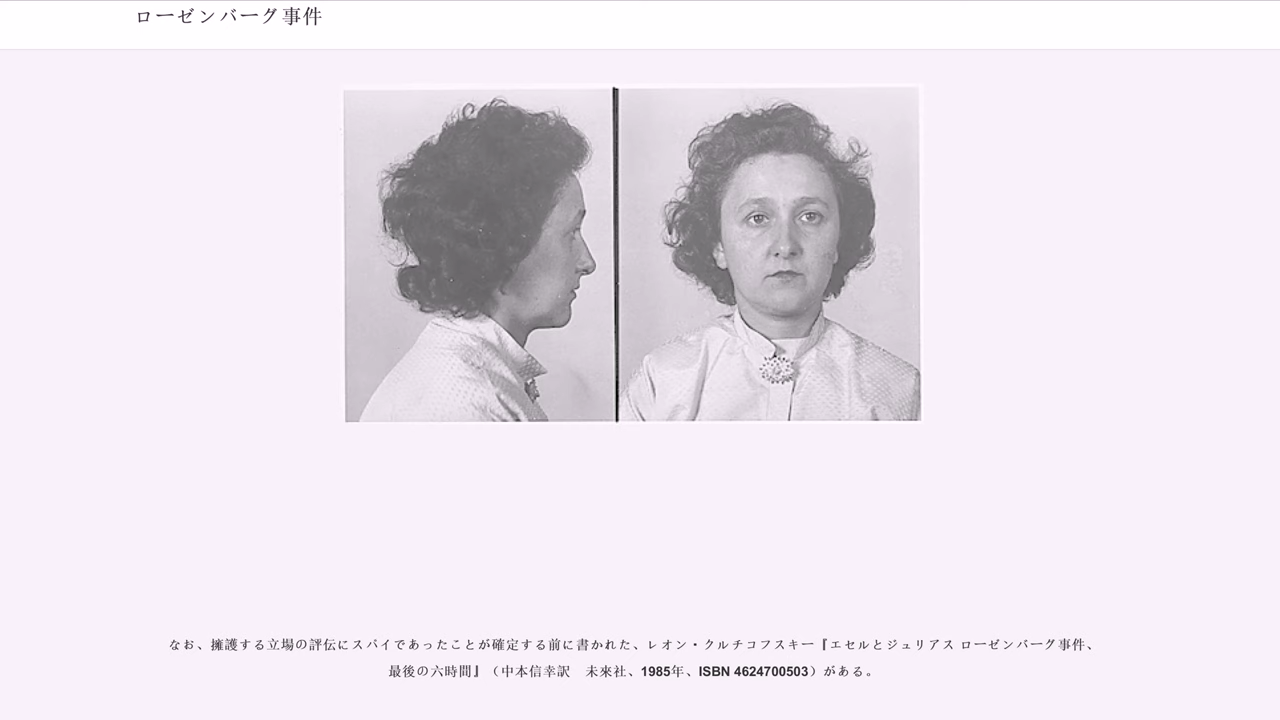 ローゼンバーグ事件
なお、擁護する立場の評伝にスパイであったことが確定する前に書かれた、レオン・クルチコフスキー『エセルとジュリアス ローゼンバーグ事件、
最後の六時間』（中本信幸訳　未來社、1985年、ISBN 4624700503）がある。